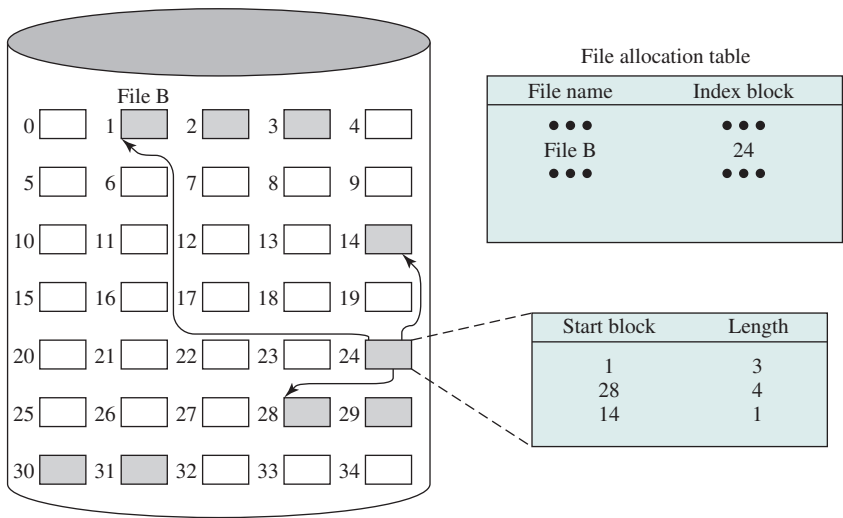 File allocation table
File name Index block
••• •••
File B 24
••• •••
File B
0 1 2 3 4
5 6 7 8 9
10 11 12 13 14
15 16 17 18 19
20 21 22 23 24
25 26 27 28 29
30 31 32 33 34
Start block Length
1 3
28 4
14 1